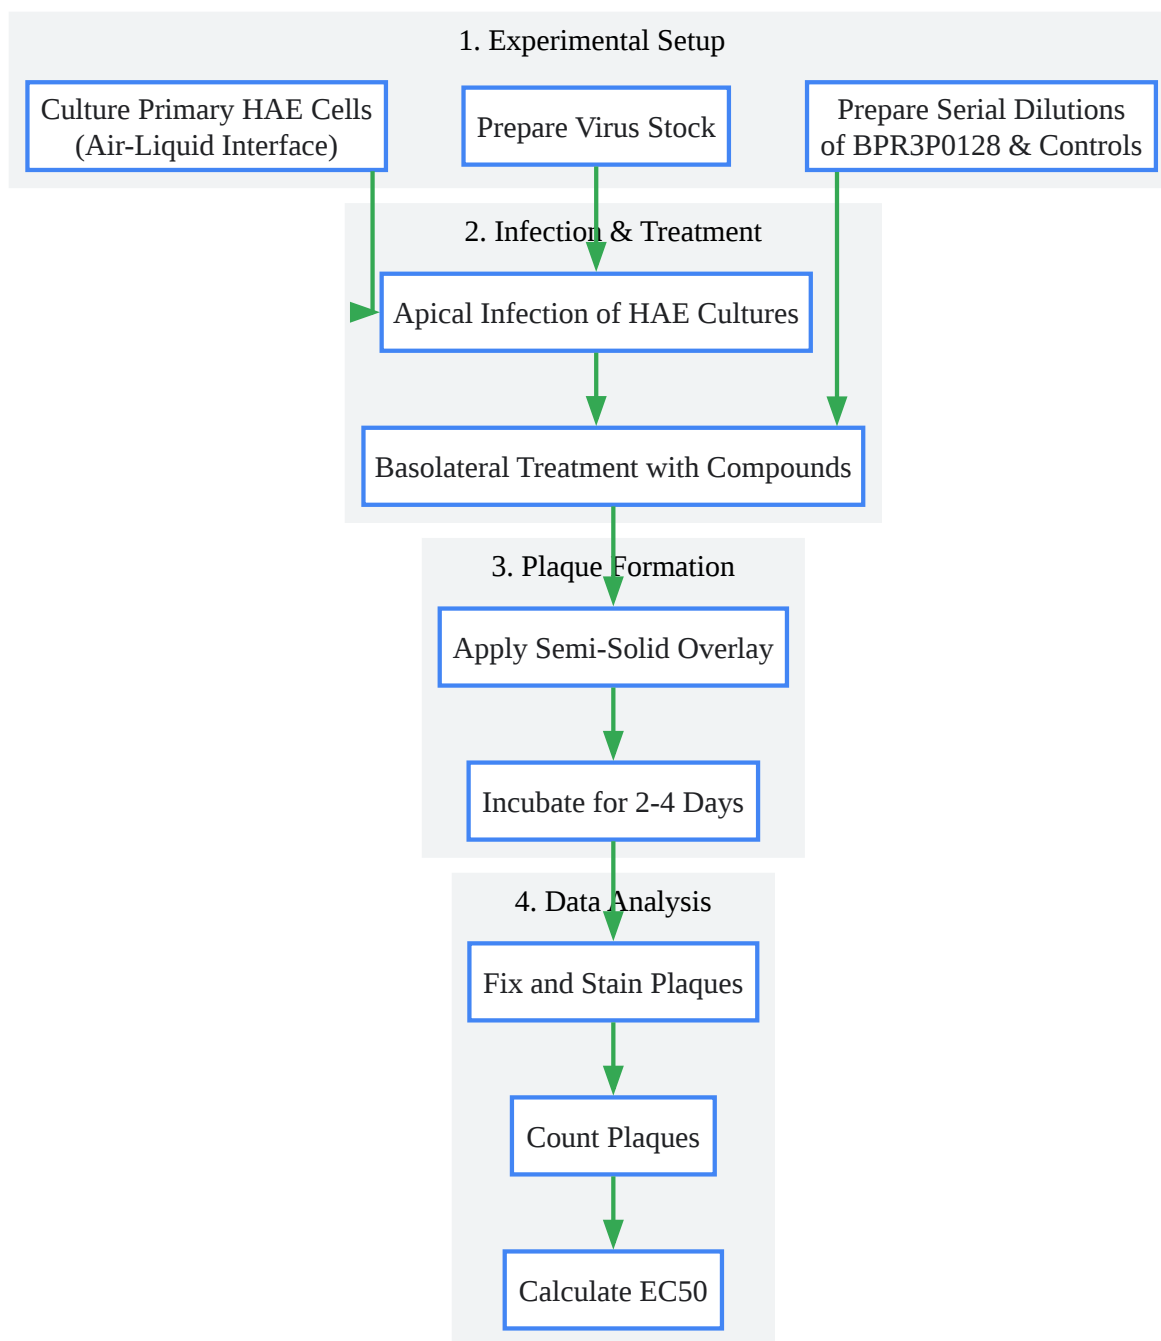 1. Experimental Setup
Culture Primary HAE Cells
(Air-Liquid Interface)
Prepare Virus Stock
Prepare Serial Dilutions
of BPR3P0128 & Controls
2. Infection & Treatment
Apical Infection of HAE Cultures
Basolateral Treatment with Compounds
3. Plaque Formation
Apply Semi-Solid Overlay
Incubate for 2-4 Days
4. Data Analysis
Fix and Stain Plaques
Count Plaques
Calculate EC50